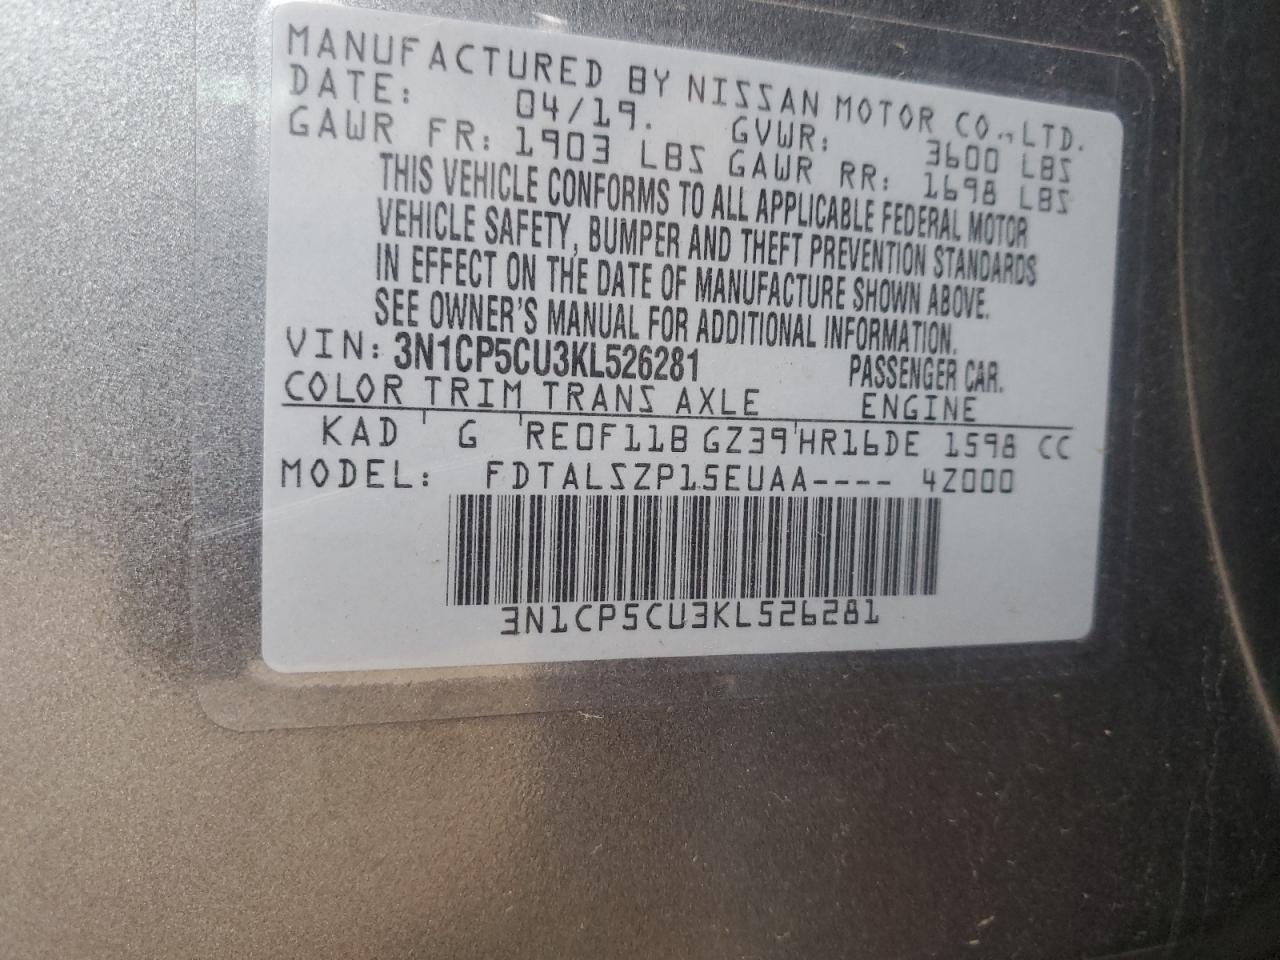 MANUFACTURED BY NISSAN MOTOR CO.,LTD.
DATE: 04/19. GVWR: 3600 LBS
GAWR FR: 1903 LBS GAWR RR: 1698 LBS
THIS VEHICLE CONFORMS TO ALL APPLICABLE FEDERAL MOTOR
VEHICLE SAFETY, BUMPER AND THEFT PREVENTION STANDARDS
IN EFFECT ON THE DATE OF MANUFACTURE SHOWN ABOVE.
SEE OWNER'S MANUAL FOR ADDITIONAL INFORMATION.
VIN: 3N1CP5CU3KL526281 PASSENGER CAR.
COLOR TRIM TRANS AXLE ENGINE
KAD G RE0F11B GZ39 HR16DE 1598 CC
MODEL: FDTALSZP15EUAA---- 4Z000
3N1CP5CU3KL526281